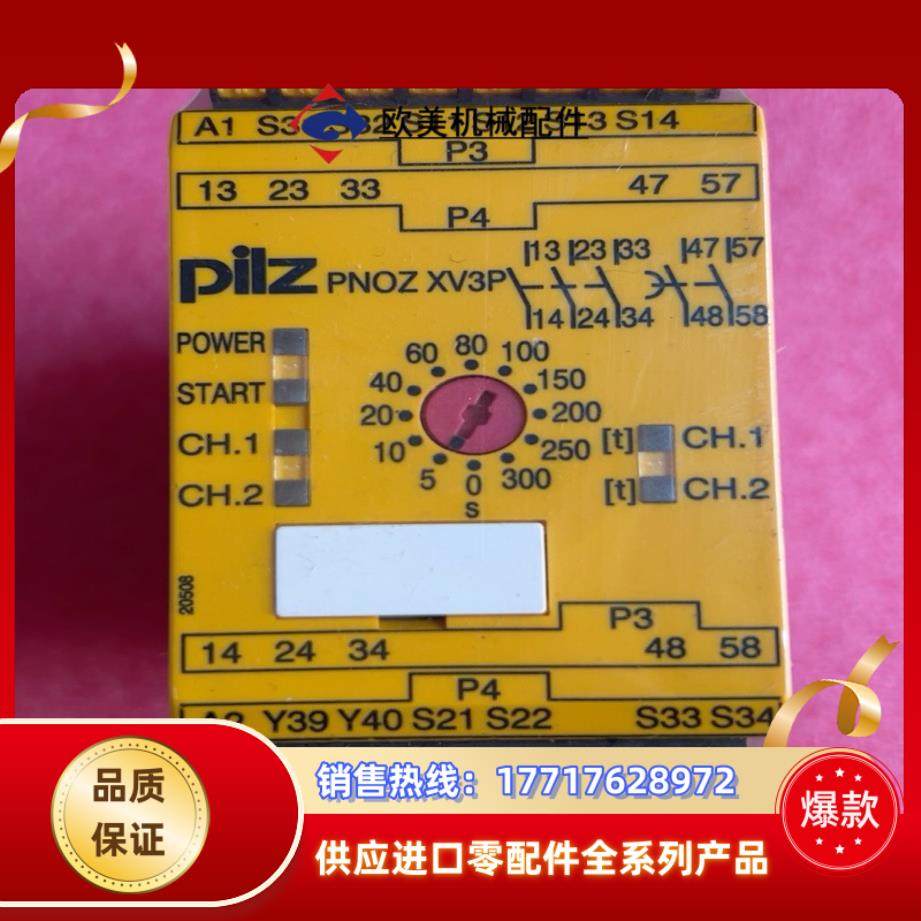 欧美机械配件
A1 S14
P3
13 23 33 47 57
P4
13 23 33 47 57
pilz PNOZ XV3P
14 24 34 48 58
POWER
START
CH.1
CH.2
60 80 100
40 150
20 200
10 250
5 0 300
s
[t] CH.1
[t] CH.2
20508
P3
14 24 34 48 58
P4
A2 Y39 Y40 S21 S22 S33 S34
品质
保证
销售热线：17717628972
爆款
供应进口零配件全系列产品